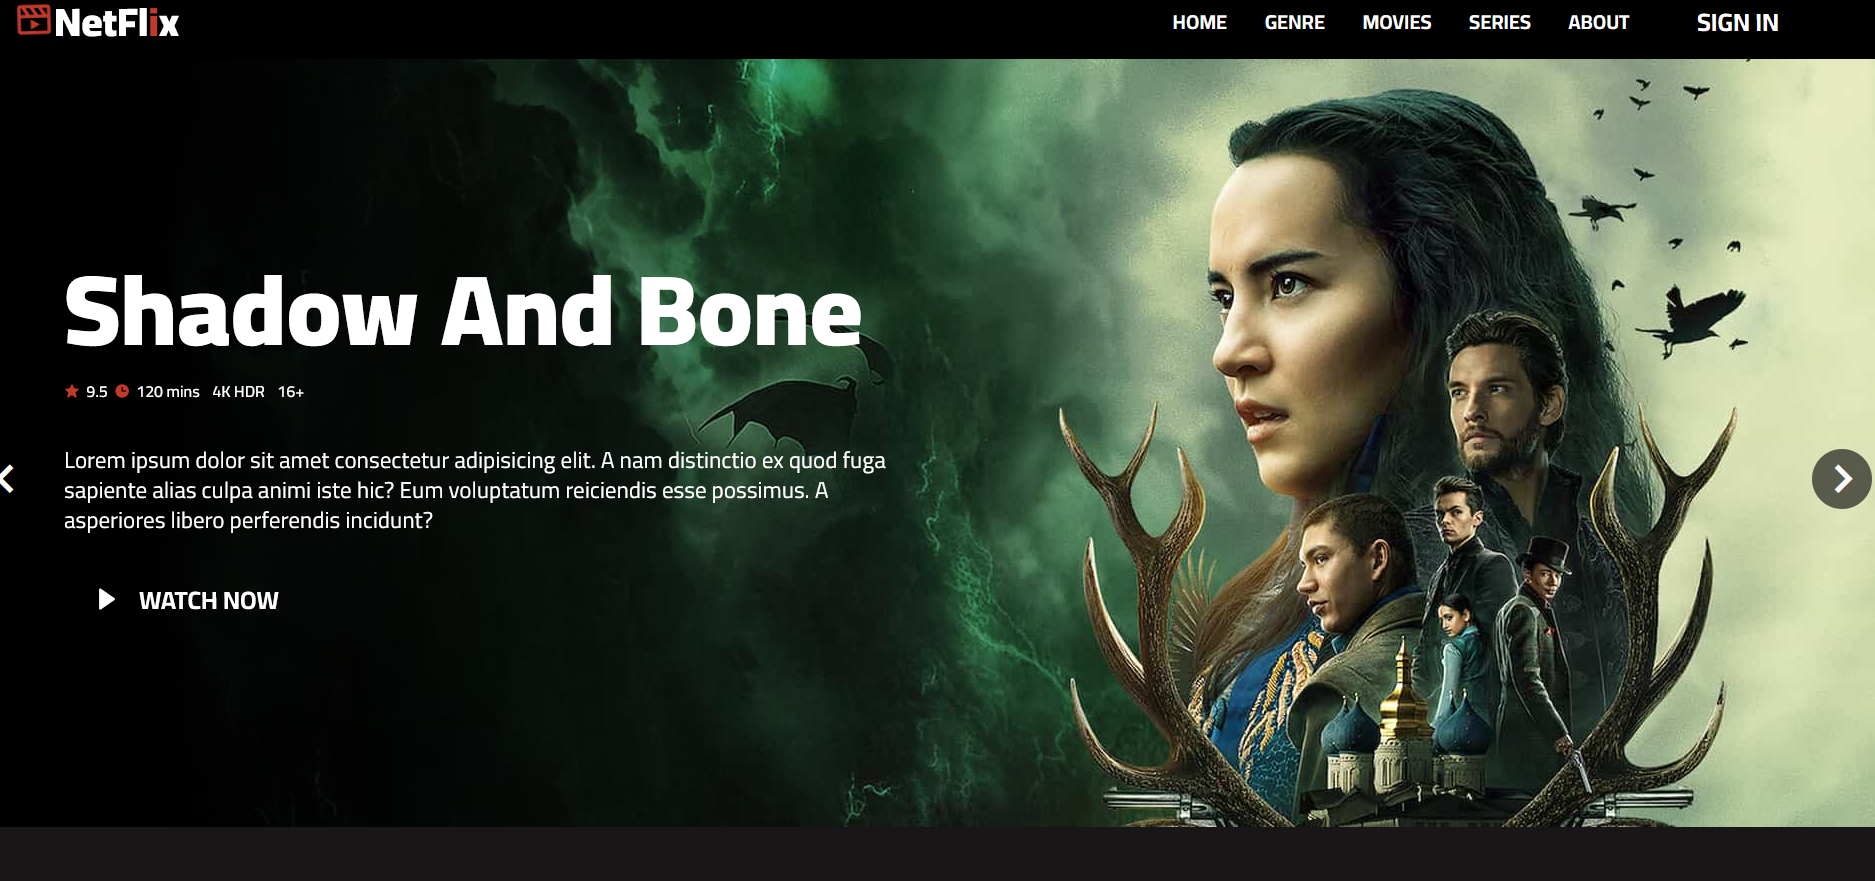 NetFlix
HOME GENRE MOVIES SERIES ABOUT SIGN IN
Shadow And Bone
9.5 120 mins 4K HDR 16+
Lorem ipsum dolor sit amet consectetur adipisicing elit. A nam distinctio ex quod fuga
sapiente alias culpa animi iste hic? Eum voluptatum reiciendis esse possimus. A
asperiores libero perferendis incidunt?
WATCH NOW